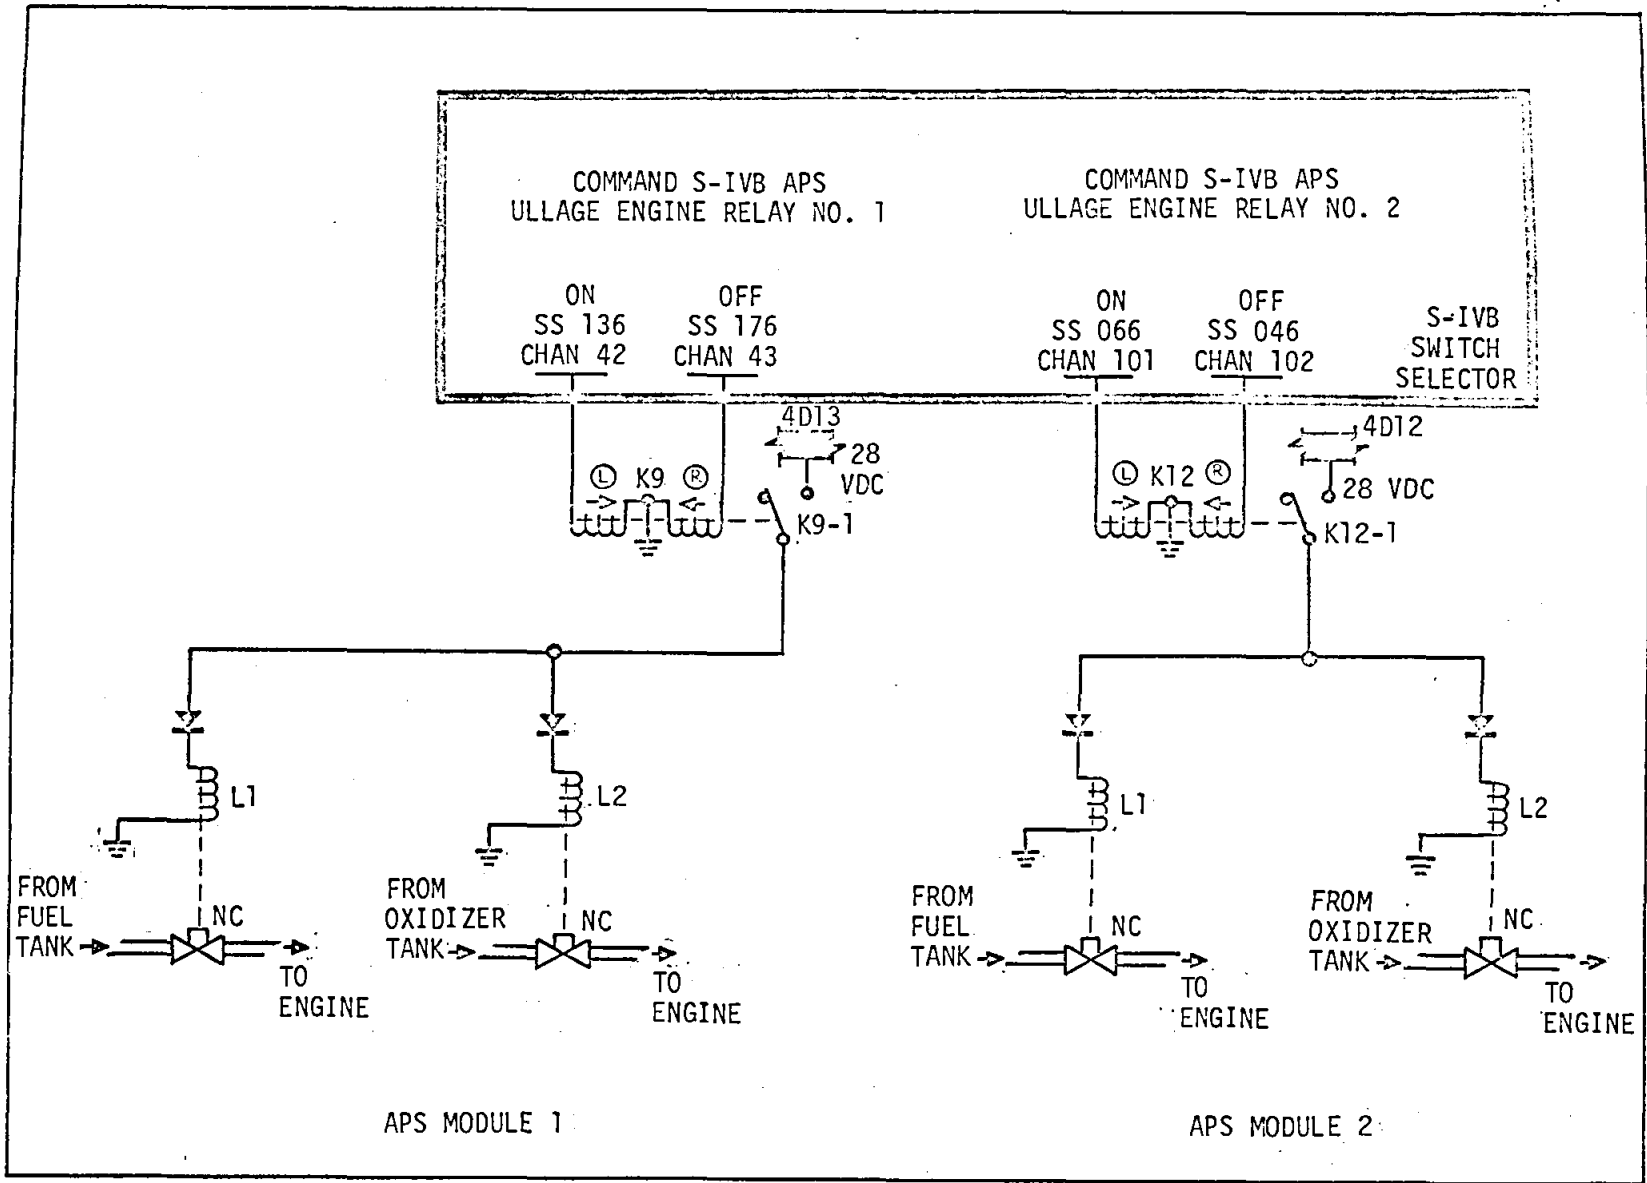 COMMAND S-IVB APS
ULLAGE ENGINE RELAY NO. 1
COMMAND S-IVB APS
ULLAGE ENGINE RELAY NO. 2
ON
SS 136
CHAN 42
OFF
SS 176
CHAN 43
ON
SS 066
CHAN 101
OFF
SS 046
CHAN 102
S-IVB
SWITCH
SELECTOR
4D13
28
VDC
L K9 R
K9-1
4D12
28 VDC
L K12 R
K12-1
L1
L2
L1
L2
FROM
FUEL
TANK
NC
TO
ENGINE
FROM
OXIDIZER
TANK
NC
TO
ENGINE
FROM
FUEL
TANK
NC
TO
ENGINE
FROM
OXIDIZER
TANK
NC
TO
ENGINE
APS MODULE 1
APS MODULE 2